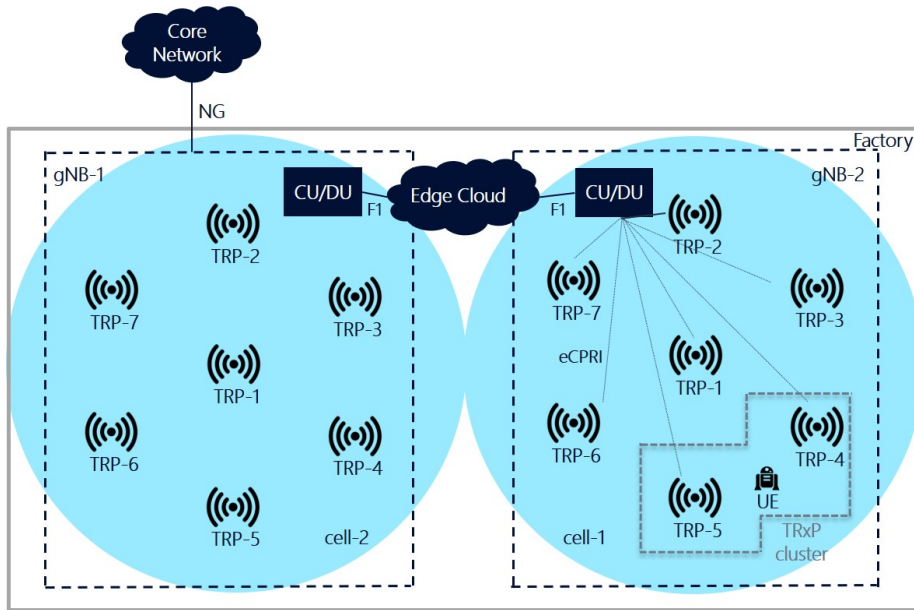 Core
Network
NG
Factory
gNB-1
CU/DU
F1
Edge Cloud
F1
CU/DU
gNB-2
TRP-2
TRP-7
TRP-3
TRP-1
TRP-6
TRP-4
TRP-5
cell-2
TRP-2
TRP-7
TRP-3
eCPRI
TRP-1
TRP-6
TRP-4
UE
TRP-5
cell-1
TRxP
cluster